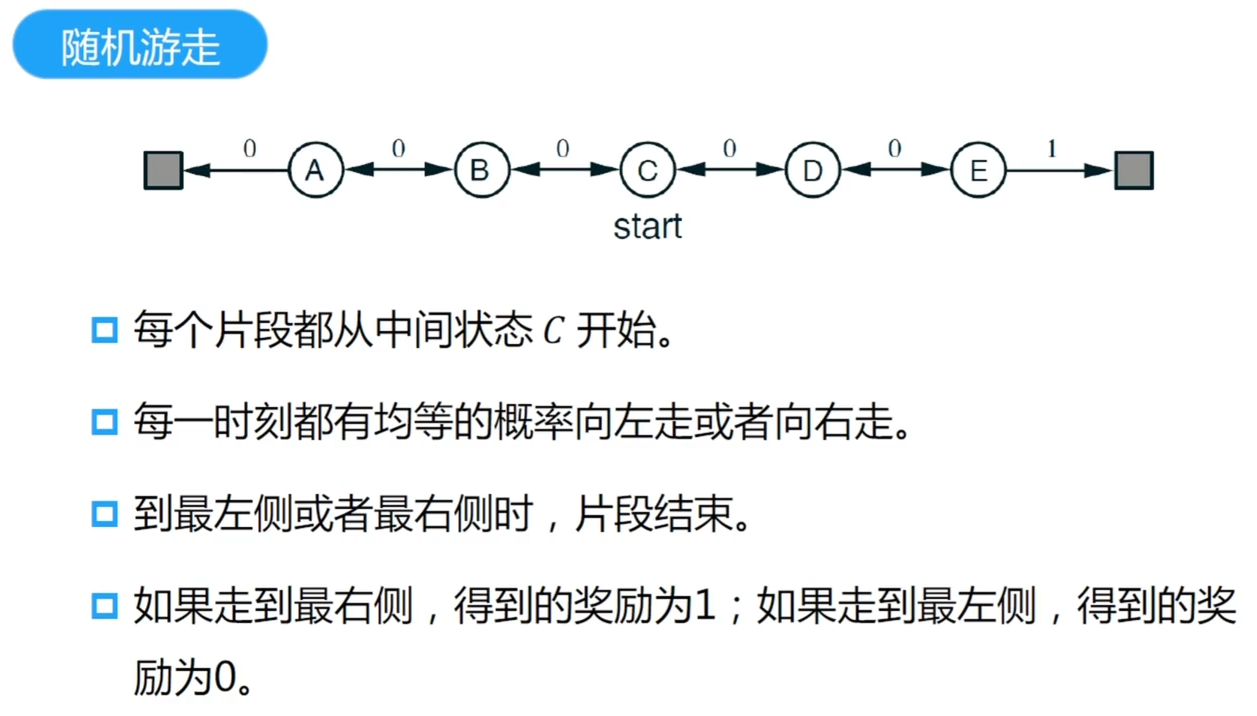 随机游走
0 0 0 0 0 1
A B C D E
start
每个片段都从中间状态 C 开始。
每一时刻都有均等的概率向左走或者向右走。
到最左侧或者最右侧时，片段结束。
如果走到最右侧，得到的奖励为1；如果走到最左侧，得到的奖
励为0。